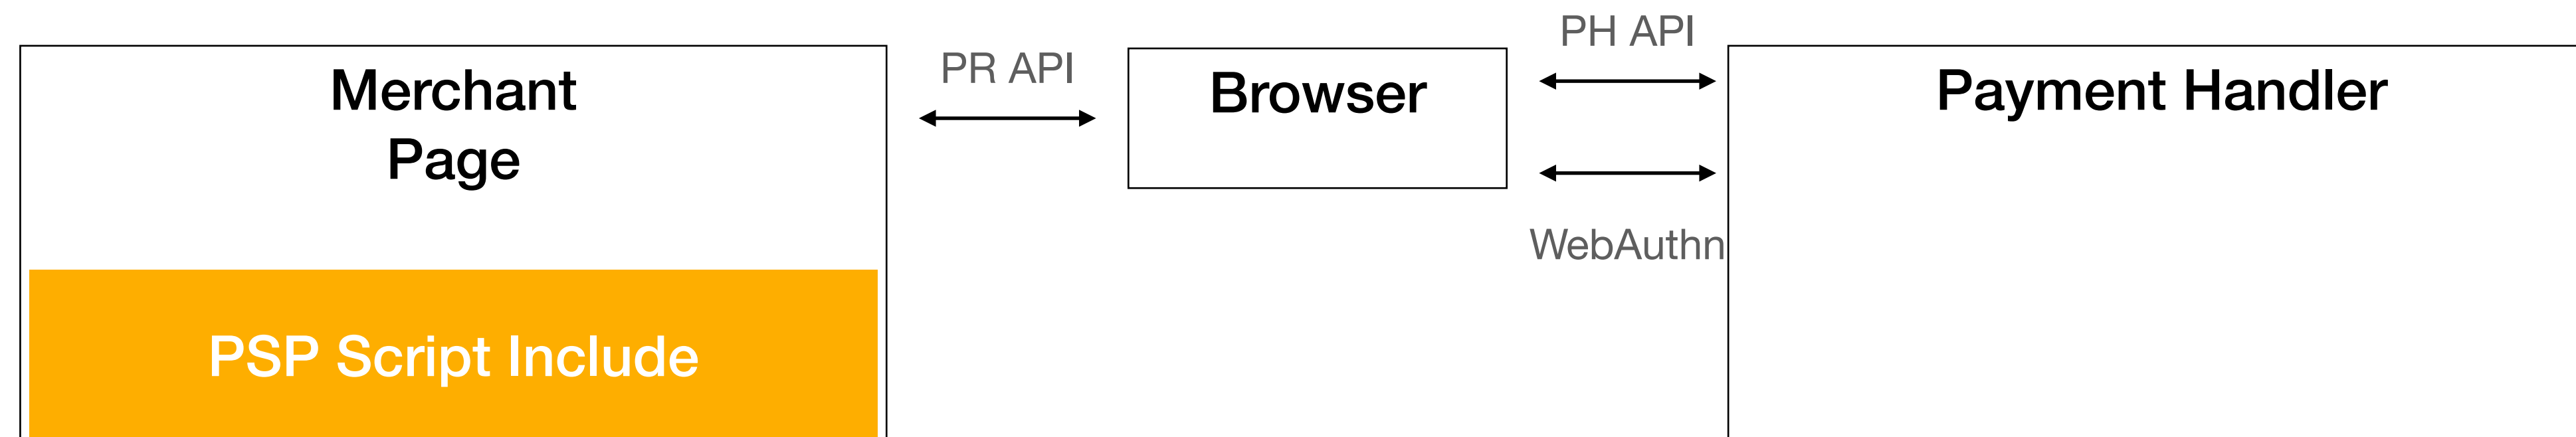 Merchant
Page
PSP Script Include
PR API
Browser
PH API
WebAuthn
Payment Handler